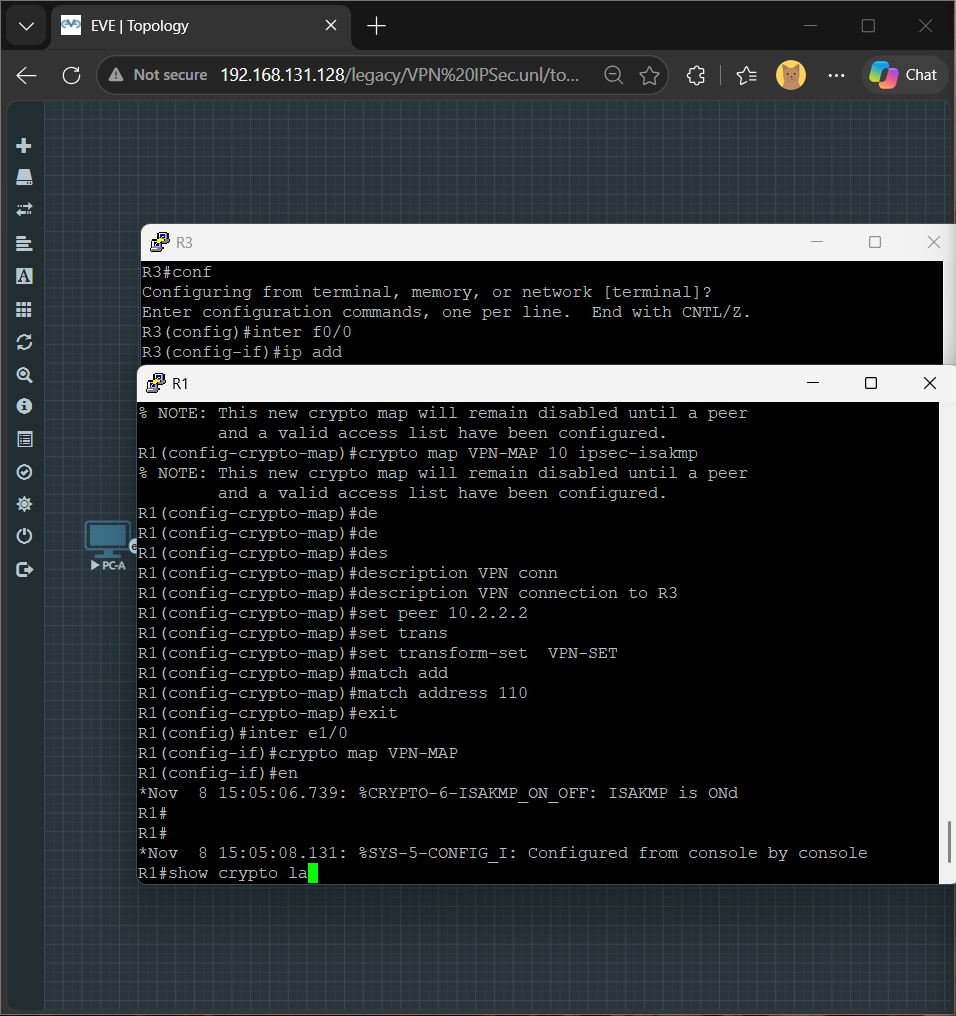 EVE | Topology
Not secure 192.168.131.128/legacy/VPN%20IPSec.unl/to...
Chat
R3
R3#conf
Configuring from terminal, memory, or network [terminal]?
Enter configuration commands, one per line.  End with CNTL/Z.
R3(config)#inter f0/0
R3(config-if)#ip add
R1
% NOTE: This new crypto map will remain disabled until a peer
        and a valid access list have been configured.
R1(config-crypto-map)#crypto map VPN-MAP 10 ipsec-isakmp
% NOTE: This new crypto map will remain disabled until a peer
        and a valid access list have been configured.
R1(config-crypto-map)#de
R1(config-crypto-map)#de
R1(config-crypto-map)#des
R1(config-crypto-map)#description VPN conn
R1(config-crypto-map)#description VPN connection to R3
R1(config-crypto-map)#set peer 10.2.2.2
R1(config-crypto-map)#set trans
R1(config-crypto-map)#set transform-set  VPN-SET
R1(config-crypto-map)#match add
R1(config-crypto-map)#match address 110
R1(config-crypto-map)#exit
R1(config)#inter e1/0
R1(config-if)#crypto map VPN-MAP
R1(config-if)#en
*Nov  8 15:05:06.739: %CRYPTO-6-ISAKMP_ON_OFF: ISAKMP is ONd
R1#
R1#
*Nov  8 15:05:08.131: %SYS-5-CONFIG_I: Configured from console by console
R1#show crypto la
PC-A